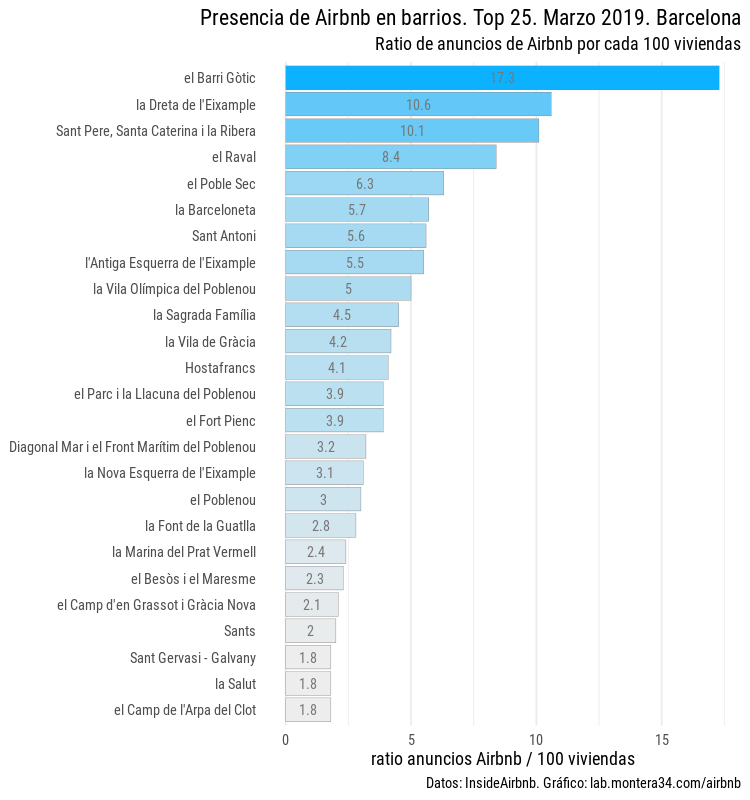 Presencia de Airbnb en barrios. Top 25. Marzo 2019. Barcelona
Ratio de anuncios de Airbnb por cada 100 viviendas
el Barri Gòtic 17.3
la Dreta de l'Eixample 10.6
Sant Pere, Santa Caterina i la Ribera 10.1
el Raval 8.4
el Poble Sec 6.3
la Barceloneta 5.7
Sant Antoni 5.6
l'Antiga Esquerra de l'Eixample 5.5
la Vila Olímpica del Poblenou 5
la Sagrada Família 4.5
la Vila de Gràcia 4.2
Hostafrancs 4.1
el Parc i la Llacuna del Poblenou 3.9
el Fort Pienc 3.9
Diagonal Mar i el Front Marítim del Poblenou 3.2
la Nova Esquerra de l'Eixample 3.1
el Poblenou 3
la Font de la Guatlla 2.8
la Marina del Prat Vermell 2.4
el Besòs i el Maresme 2.3
el Camp d'en Grassot i Gràcia Nova 2.1
Sants 2
Sant Gervasi - Galvany 1.8
la Salut 1.8
el Camp de l'Arpa del Clot 1.8
0 5 10 15
ratio anuncios Airbnb / 100 viviendas
Datos: InsideAirbnb. Gráfico: lab.montera34.com/airbnb